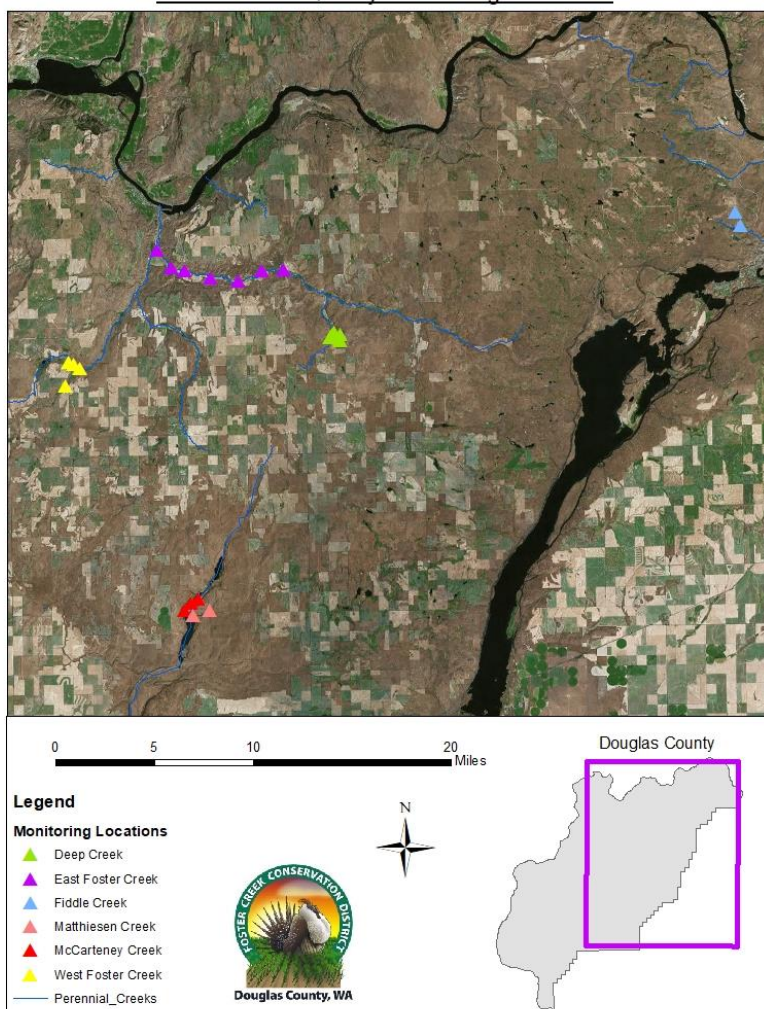 0
5
10
20
Miles
Douglas County
Legend
Monitoring Locations
Deep Creek
East Foster Creek
Fiddle Creek
Matthiesen Creek
McCarteney Creek
West Foster Creek
Perennial_Creeks
N
FOSTER CREEK CONSERVATION DISTRICT
Douglas County, WA